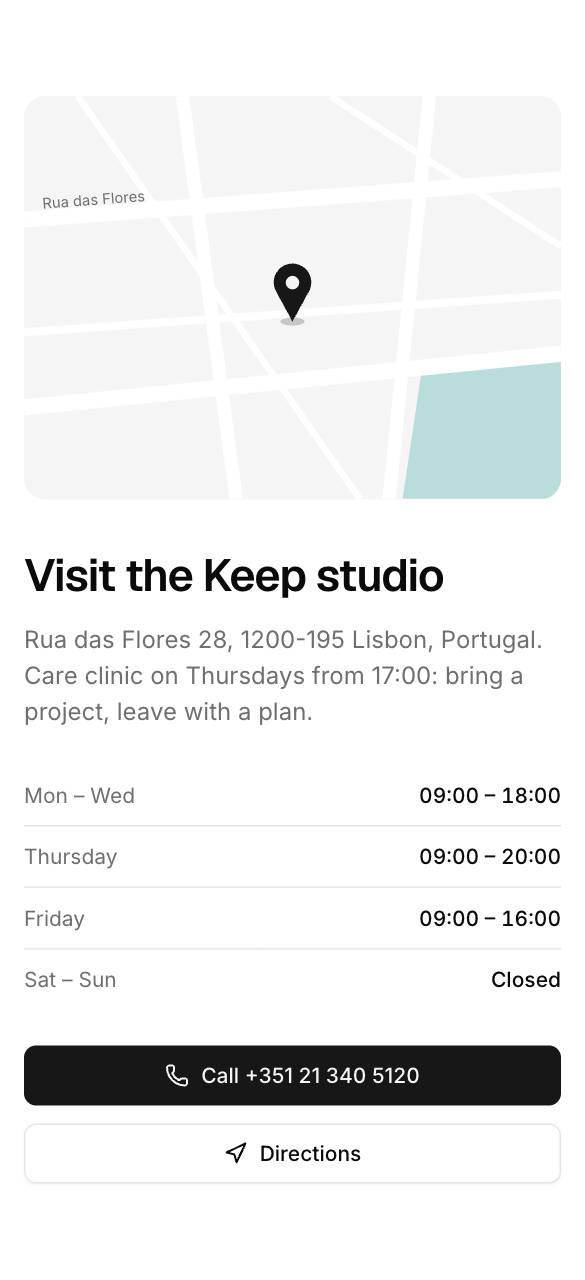 Rua das Flores
Visit the Keep studio
Rua das Flores 28, 1200-195 Lisbon, Portugal.
Care clinic on Thursdays from 17:00: bring a
project, leave with a plan.
Mon – Wed 09:00 – 18:00
Thursday 09:00 – 20:00
Friday 09:00 – 16:00
Sat – Sun Closed
Call +351 21 340 5120
Directions